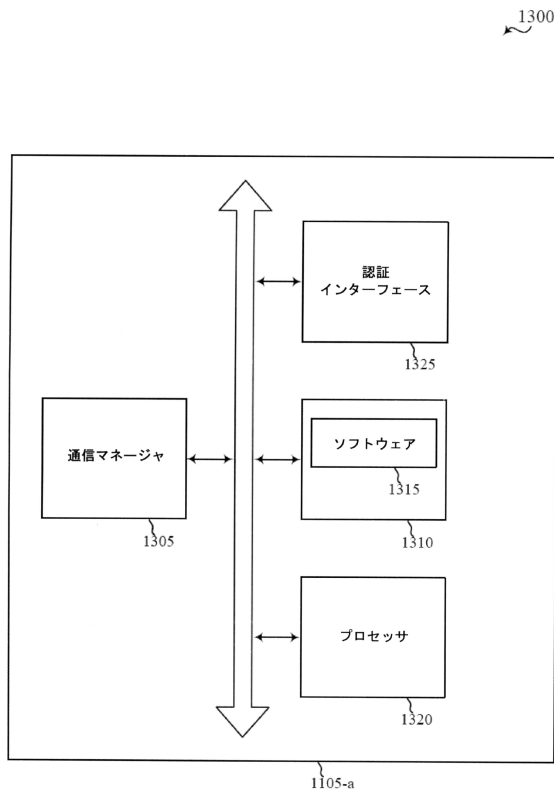 1300
認証
インターフェース
1325
通信マネージャ
1305
ソフトウェア
1315
1310
プロセッサ
1320
1105-a